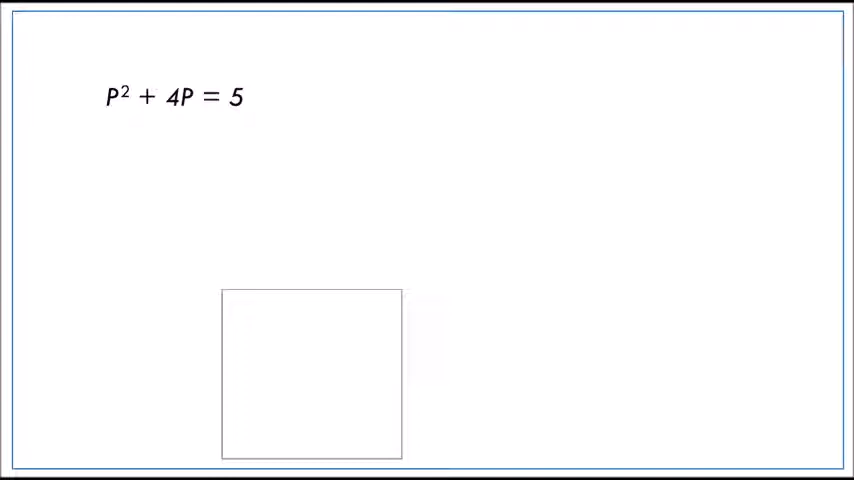 P² + 4P = 5